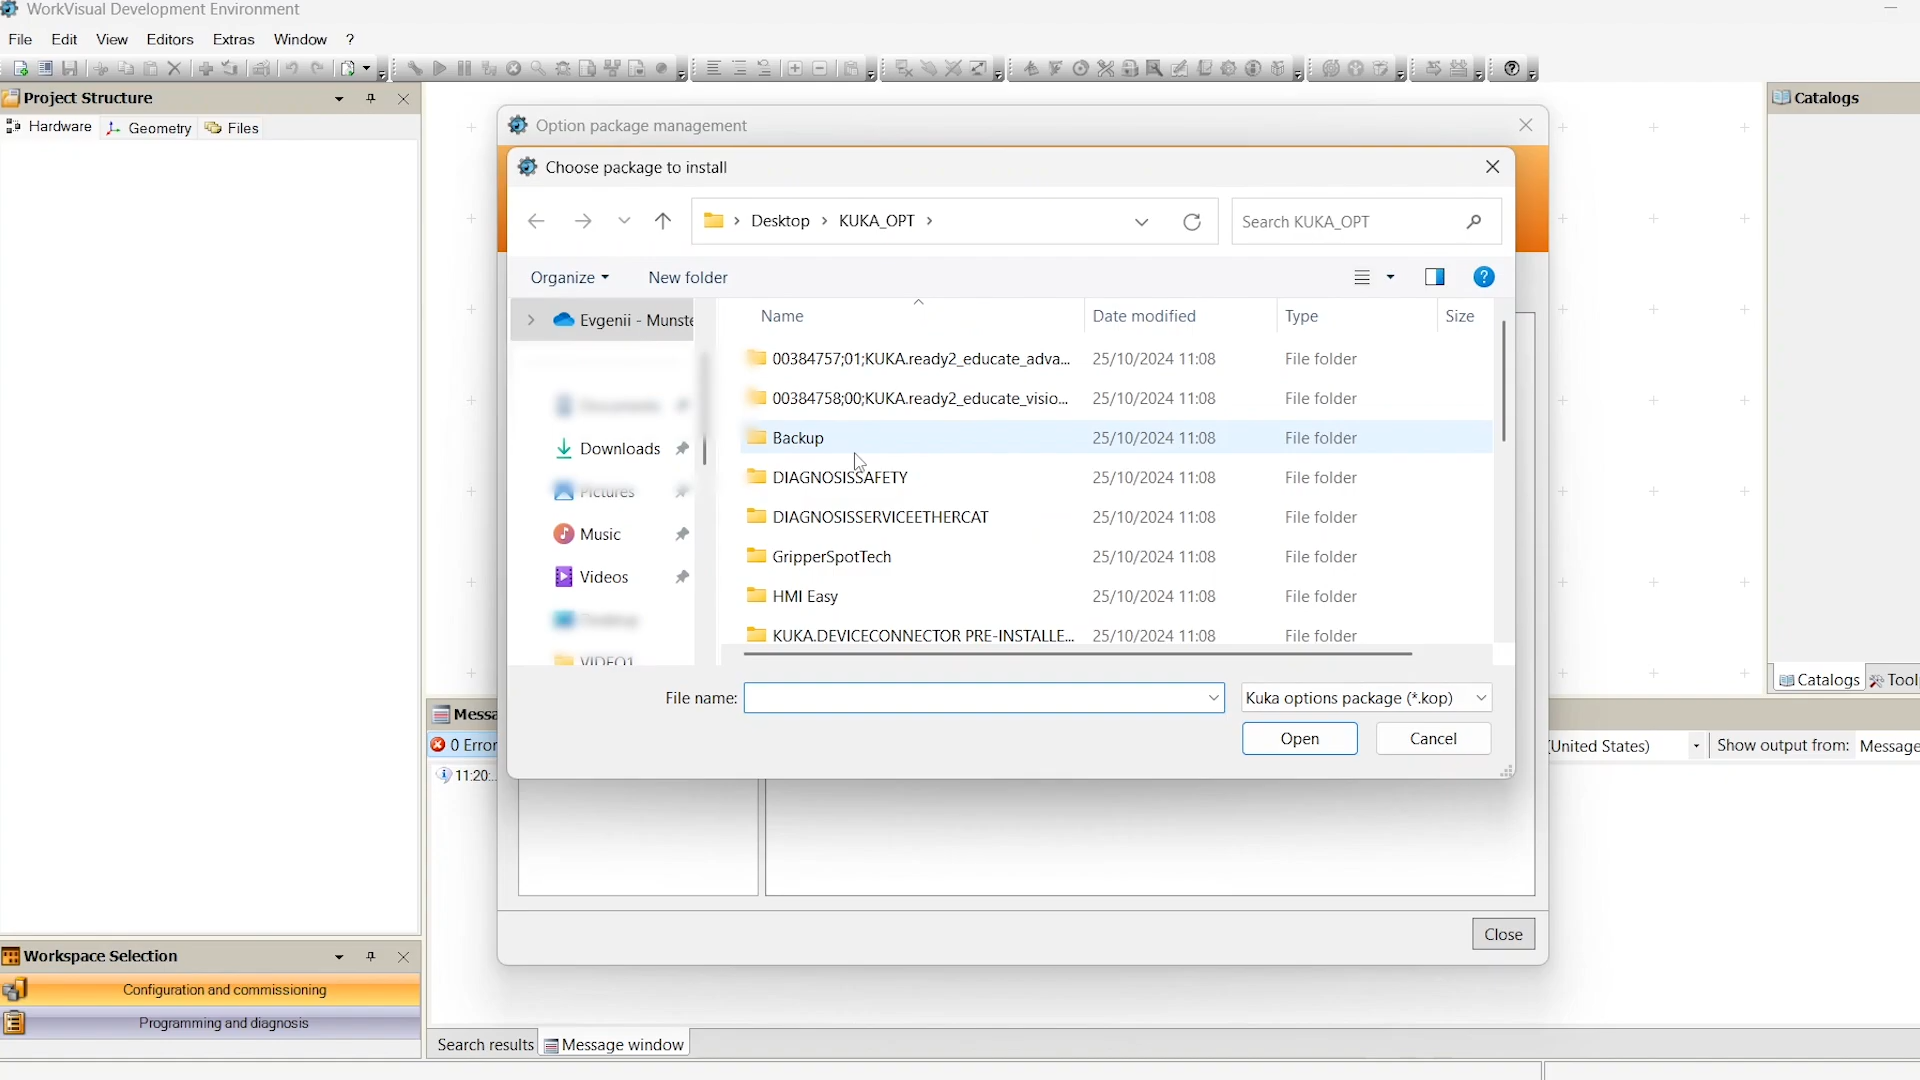 WorkVisual Development Environment
File Edit View Editors Extras Window ?
Project Structure
Hardware Geometry Files
Catalogs
Option package management
Choose package to install
Desktop KUKA_OPT
Search KUKA_OPT
Organize New folder
Evgenii - Munste
Name Date modified Type Size
00384757;01;KUKA.ready2_educate_adva... 25/10/2024 11:08 File folder
00384758;00;KUKA.ready2_educate_visio... 25/10/2024 11:08 File folder
Backup 25/10/2024 11:08 File folder
Downloads
DIAGNOSISSAFETY 25/10/2024 11:08 File folder
Pictures
DIAGNOSISSERVICEETHERCAT 25/10/2024 11:08 File folder
Music
GripperSpotTech 25/10/2024 11:08 File folder
Videos
HMI Easy 25/10/2024 11:08 File folder
KUKA.DEVICECONNECTOR PRE-INSTALLE... 25/10/2024 11:08 File folder
VIDEO1
File name: Kuka options package (*.kop)
Open Cancel
Catalogs Tool
Messa
0 Error
(United States) Show output from: Message
11:20:..
Close
Workspace Selection
Configuration and commissioning
Programming and diagnosis
Search results Message window